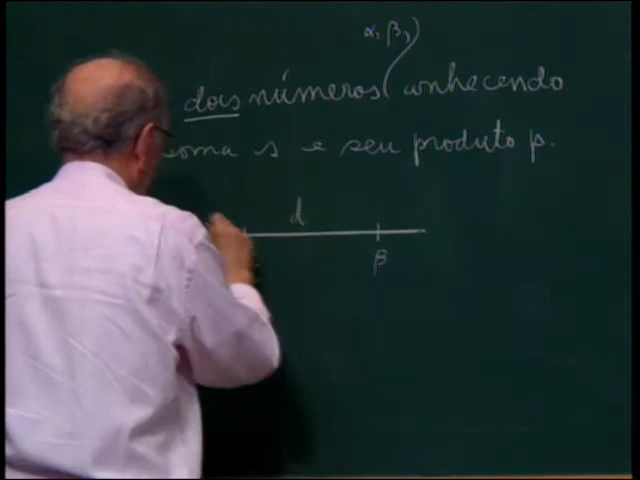 α, β,
dois números conhecendo
soma s e seu produto p.
d
β